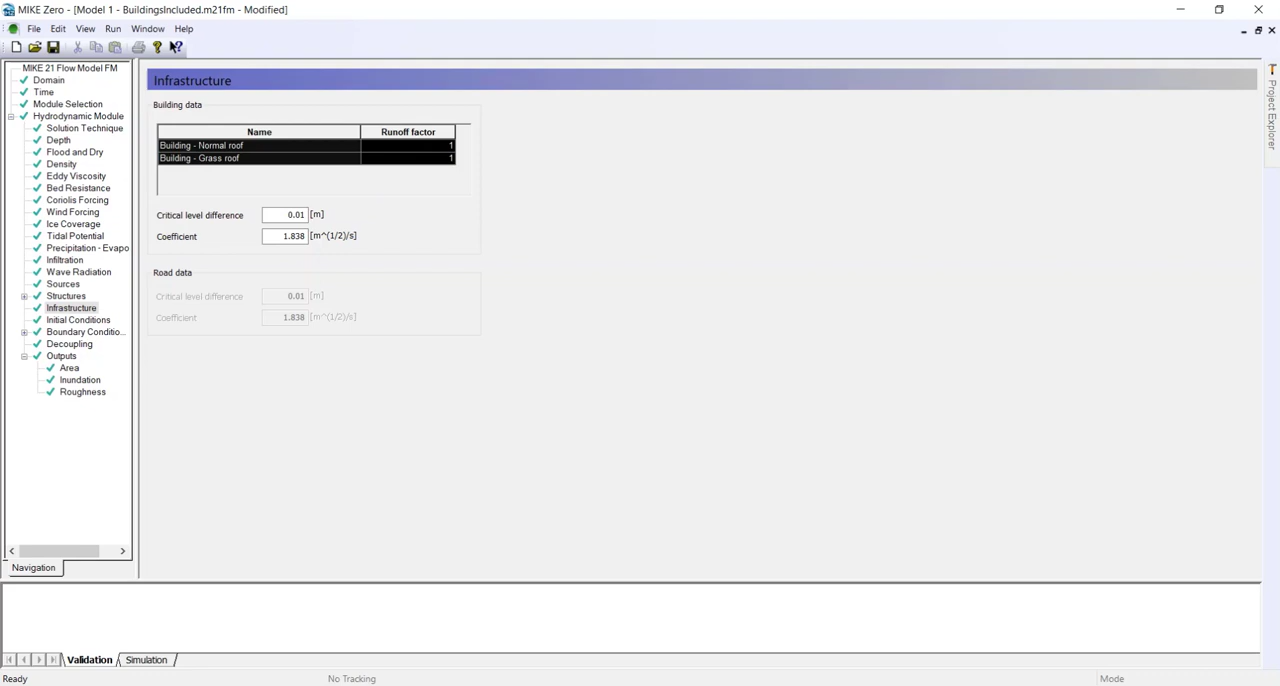 MIKE Zero - [Model 1 - BuildingsIncluded.m21fm - Modified]
File Edit View Run Window Help
MIKE 21 Flow Model FM
Domain
Time
Module Selection
Hydrodynamic Module
Solution Technique
Depth
Flood and Dry
Density
Eddy Viscosity
Bed Resistance
Coriolis Forcing
Wind Forcing
Ice Coverage
Tidal Potential
Precipitation - Evapo
Infiltration
Wave Radiation
Sources
Structures
Infrastructure
Initial Conditions
Boundary Conditio...
Decoupling
Outputs
Area
Inundation
Roughness
Navigation
Infrastructure
Building data
Name Runoff factor
Building - Normal roof 1
Building - Grass roof 1
Critical level difference 0.01 [m]
Coefficient 1.838 [m^(1/2)/s]
Road data
Critical level difference 0.01 [m]
Coefficient 1.838 [m^(1/2)/s]
Project Explorer
Validation Simulation
Ready No Tracking Mode